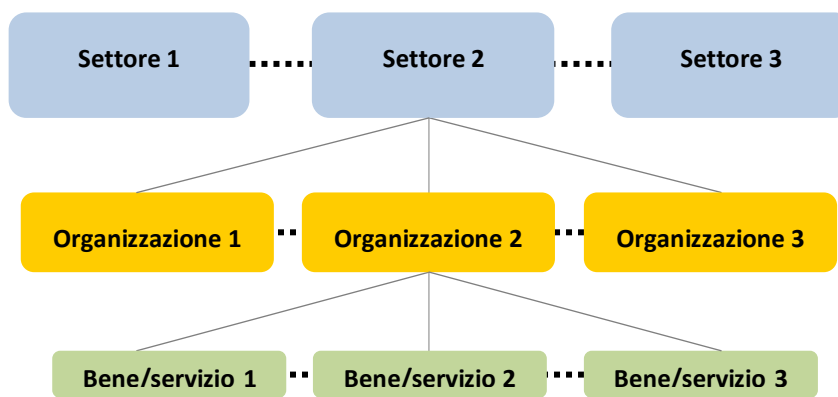 Settore 1
Settore 2
Settore 3
Organizzazione 1
Organizzazione 2
Organizzazione 3
Bene/servizio 1
Bene/servizio 2
Bene/servizio 3